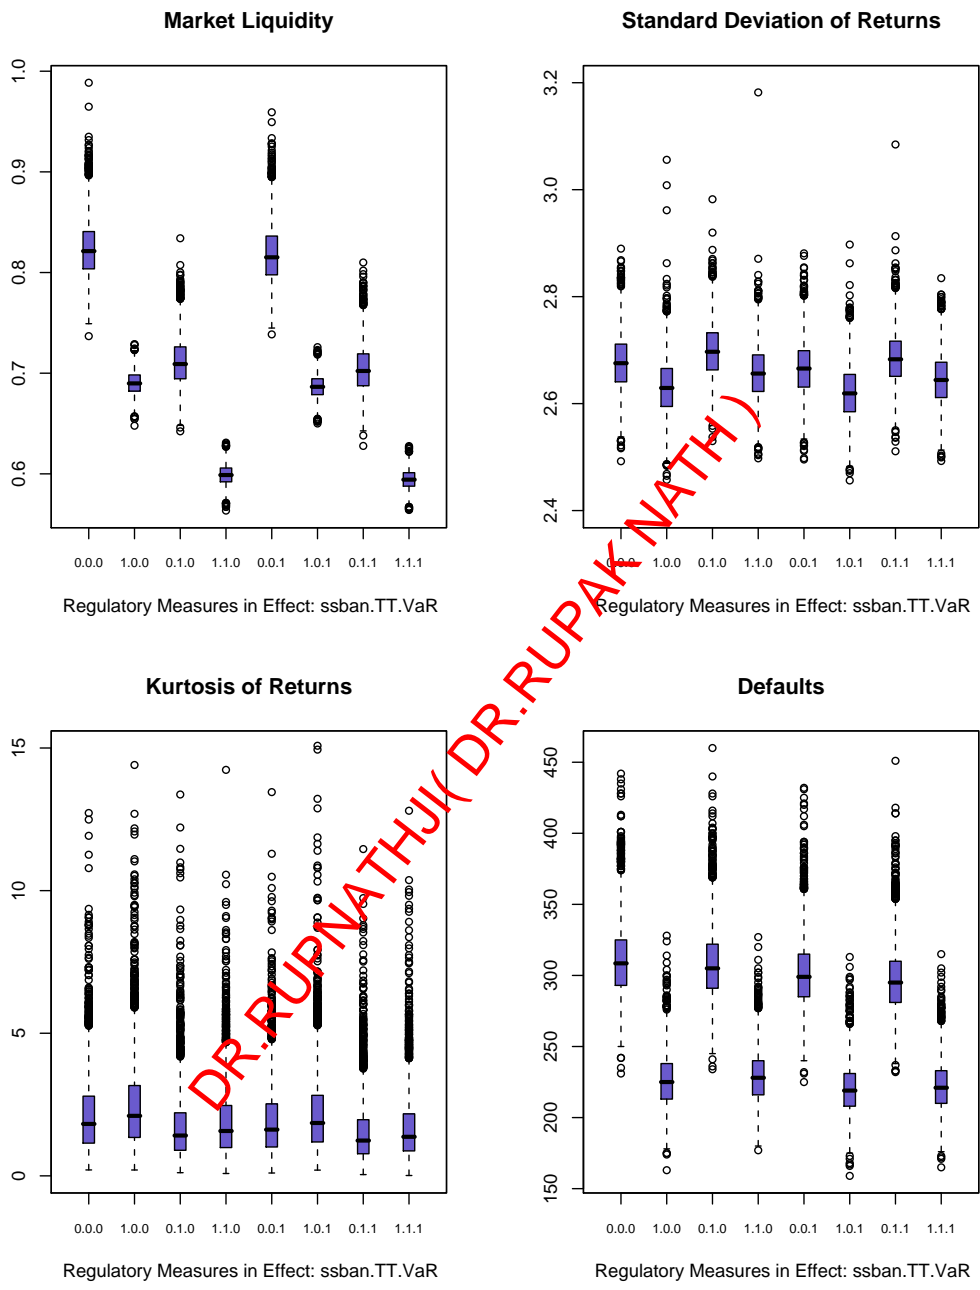 Market Liquidity
1.0
0.9
0.8
0.7
0.6
0.0.0 1.0.0 0.1.0 1.1.0 0.0.1 1.0.1 0.1.1 1.1.1
Regulatory Measures in Effect: ssban.TT.VaR
Standard Deviation of Returns
3.2
3.0
2.8
2.6
2.4
0.0.0 1.0.0 0.1.0 1.1.0 0.0.1 1.0.1 0.1.1 1.1.1
Regulatory Measures in Effect: ssban.TT.VaR
Kurtosis of Returns
15
10
5
0
0.0.0 1.0.0 0.1.0 1.1.0 0.0.1 1.0.1 0.1.1 1.1.1
Regulatory Measures in Effect: ssban.TT.VaR
Defaults
450
400
350
300
250
200
150
0.0.0 1.0.0 0.1.0 1.1.0 0.0.1 1.0.1 0.1.1 1.1.1
Regulatory Measures in Effect: ssban.TT.VaR
DR.RUPNATHJI( DR.RUPAK NATH )